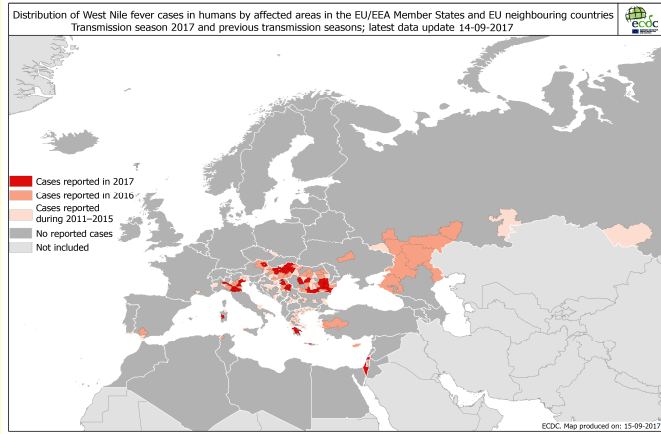 Distribution of West Nile fever cases in humans by affected areas in the EU/EEA Member States and EU neighbouring countries
Transmission season 2017 and previous transmission seasons; latest data update 14-09-2017
ecdc
Cases reported in 2017
Cases reported in 2016
Cases reported
during 2011–2015
No reported cases
Not included
ECDC. Map produced on: 15-09-2017